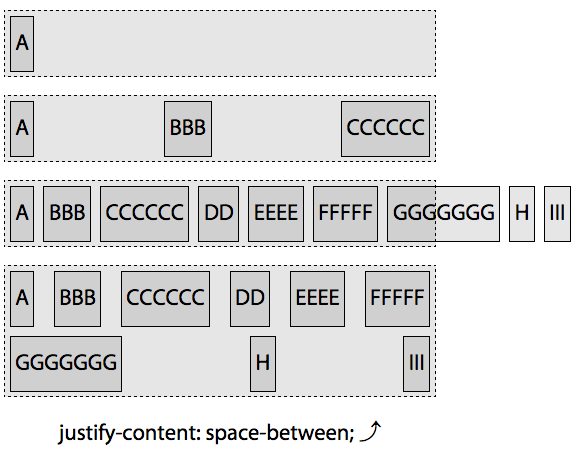 A
A BBB CCCCCC
A BBB CCCCCC DD EEEE FFFFF GGGGGGG H III
A BBB CCCCCC DD EEEE FFFFF
GGGGGGG H III
justify-content: space-between;